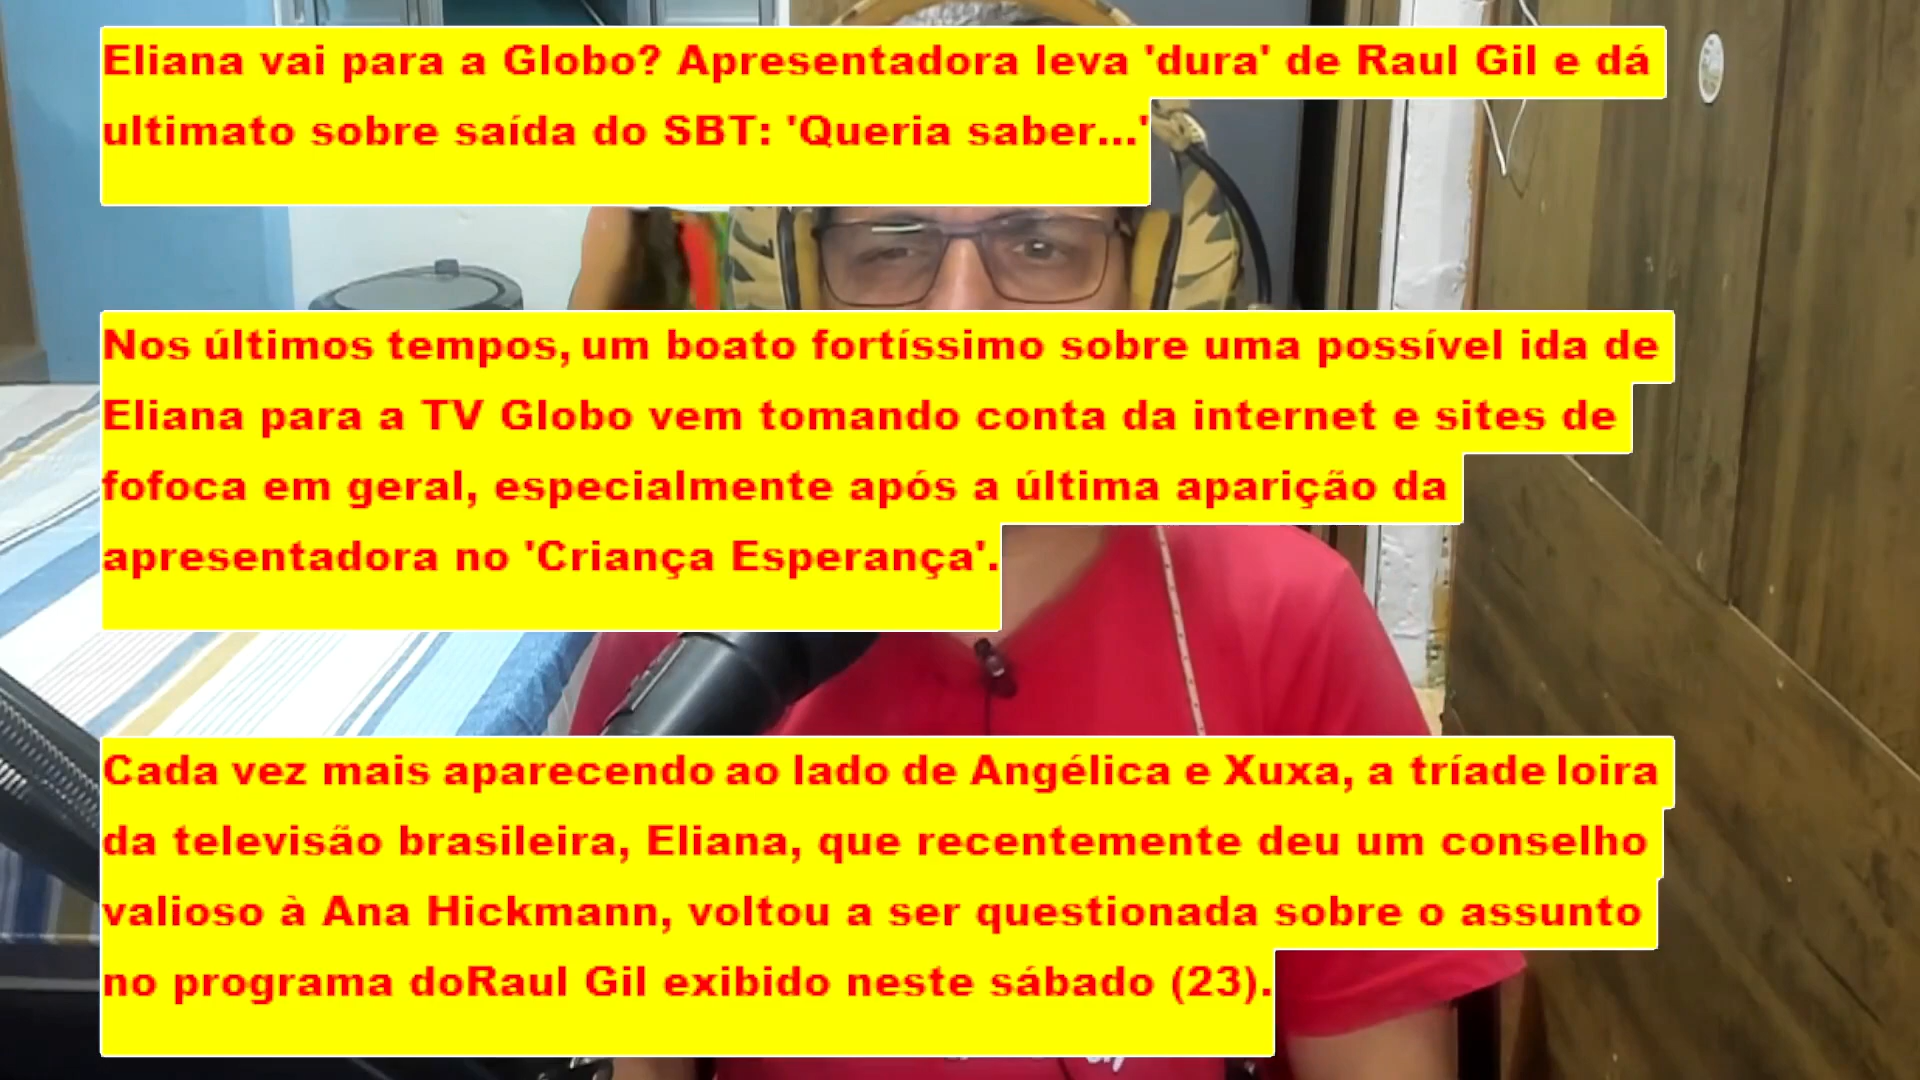 Eliana vai para a Globo? Apresentadora leva 'dura' de Raul Gil e dá
ultimato sobre saída do SBT: 'Queria saber...'
Nos últimos tempos, um boato fortíssimo sobre uma possível ida de
Eliana para a TV Globo vem tomando conta da internet e sites de
fofoca em geral, especialmente após a última aparição da
apresentadora no 'Criança Esperança'.
Cada vez mais aparecendo ao lado de Angélica e Xuxa, a tríade loira
da televisão brasileira, Eliana, que recentemente deu um conselho
valioso à Ana Hickmann, voltou a ser questionada sobre o assunto
no programa doRaul Gil exibido neste sábado (23).